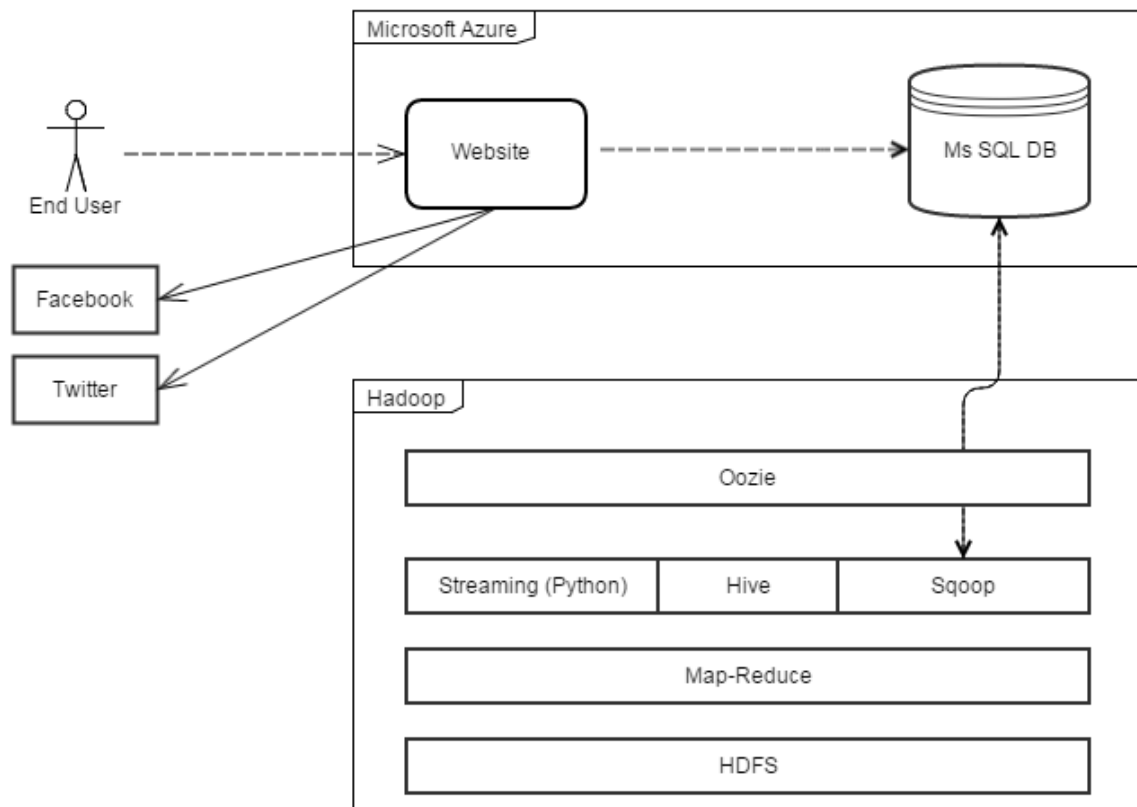 Microsoft Azure
Website
Ms SQL DB
End User
Facebook
Twitter
Hadoop
Oozie
Streaming (Python)
Hive
Sqoop
Map-Reduce
HDFS